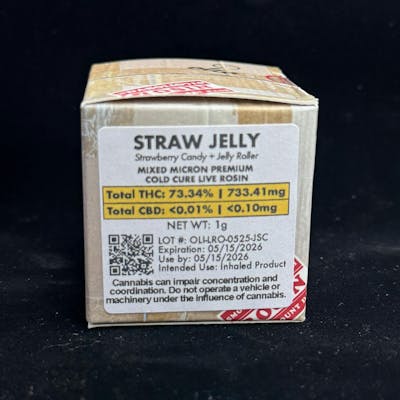 STRAW JELLY
Strawberry Candy + Jelly Roller
MIXED MICRON PREMIUM
COLD CURE LIVE ROSIN
Total THC: 73.34% | 733.41mg
Total CBD: <0.01% | <0.10mg
NET WT: 1g
LOT #: OLI-LRO-0525-JSC
Expiration: 05/15/2026
Use by: 05/15/2026
Intended Use: Inhaled Product
Cannabis can impair concentration and
coordination. Do not operate a vehicle or
machinery under the influence of cannabis.